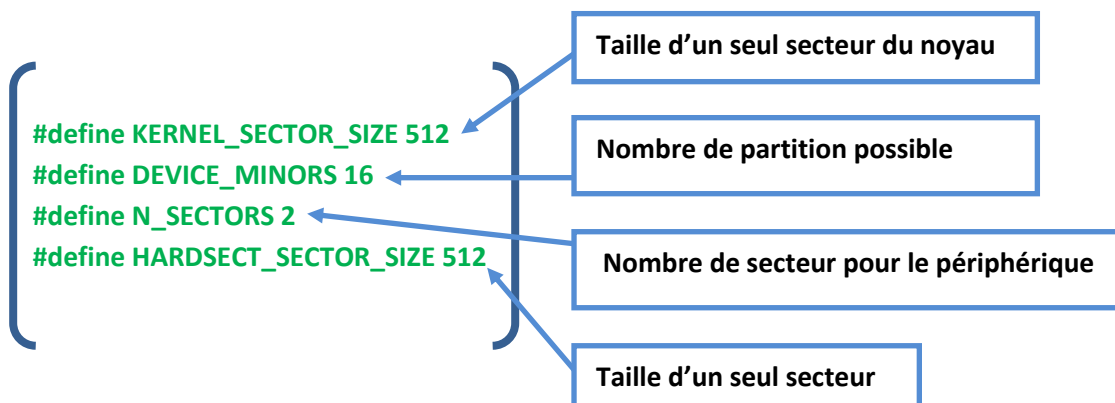 #define KERNEL_SECTOR_SIZE 512
#define DEVICE_MINORS 16
#define N_SECTORS 2
#define HARDSECT_SECTOR_SIZE 512
Taille d’un seul secteur du noyau
Nombre de partition possible
Nombre de secteur pour le périphérique
Taille d’un seul secteur